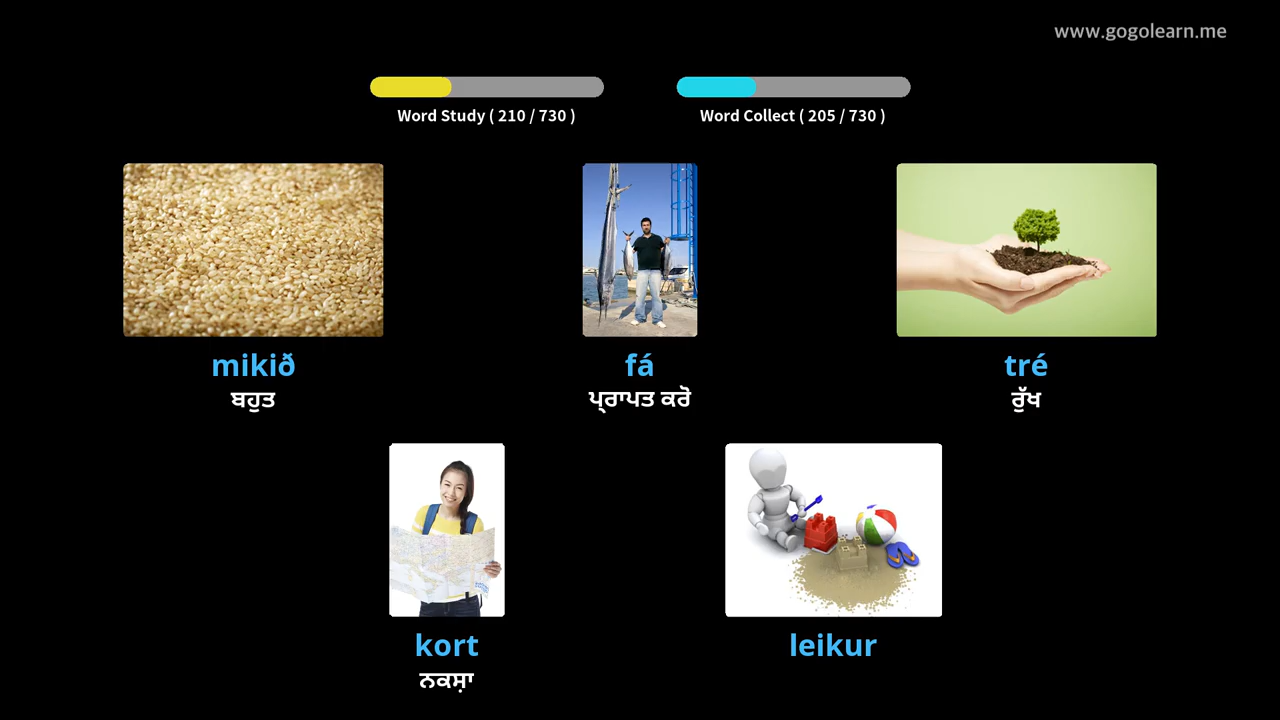 www.gogolearn.me
Word Study ( 210 / 730 )
Word Collect ( 205 / 730 )
mikið
ਬਹੁਤ
fá
ਪ੍ਰਾਪਤ ਕਰੋ
tré
ਰੁੱਖ
kort
ਨਕਸ਼ਾ
leikur